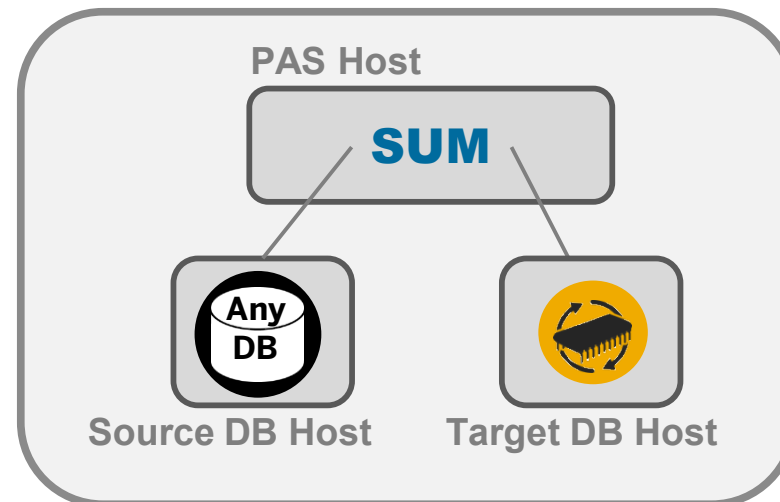 PAS Host
SUM
Any
DB
Source DB Host
Target DB Host